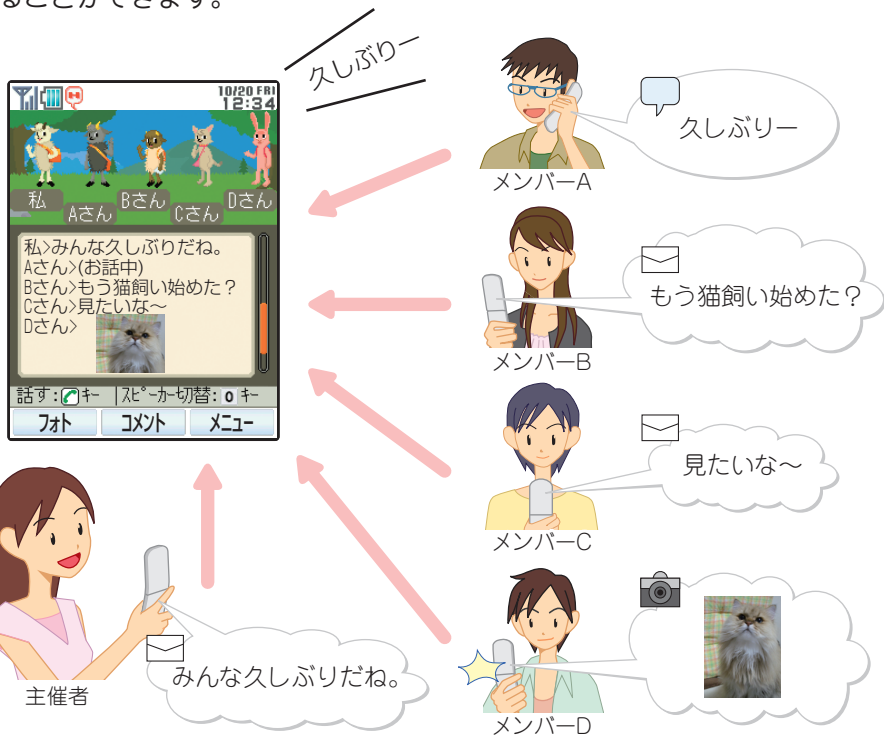 ることができます。
久しぶりー
10/20 FRI
12:34
私
Aさん
Bさん
Cさん
Dさん
私>みんな久しぶりだね。
Aさん>(お話中)
Bさん>もう猫飼い始めた？
Cさん>見たいな～
Dさん>
話す:キー |スピーカー切替:0キー
フォト コメント メニュー
主催者
みんな久しぶりだね。
メンバーA
久しぶりー
メンバーB
もう猫飼い始めた？
メンバーC
見たいな～
メンバーD